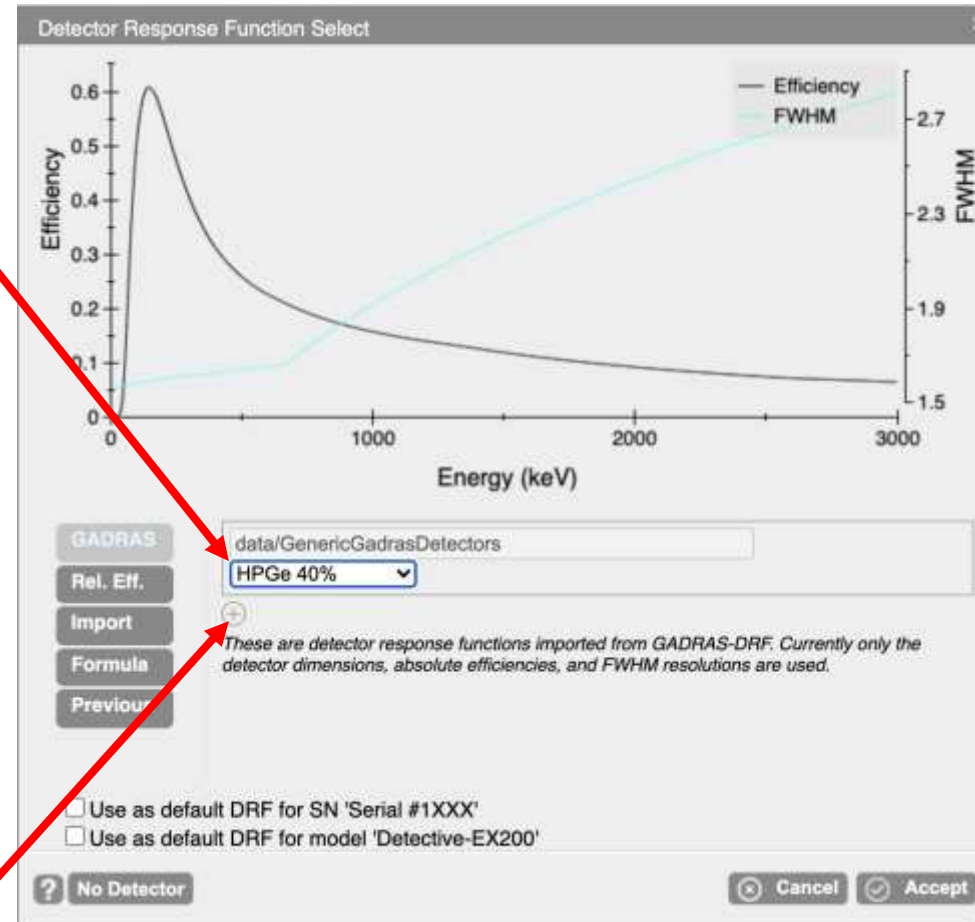 Detector Response Function Select
Efficiency
FWHM
0.6
0.5
0.4
0.3
0.2
0.1
0
Efficiency
2.7
2.3
1.9
1.5
FWHM
0
1000
2000
3000
Energy (keV)
GADRAS
Rel. Eff.
Import
Formula
Previous
data/GenericGadrasDetectors
HPGe 40%
These are detector response functions imported from GADRAS-DRF. Currently only the
detector dimensions, absolute efficiencies, and FWHM resolutions are used.
Use as default DRF for SN 'Serial #1XXX'
Use as default DRF for model 'Detective-EX200'
? No Detector
Cancel
Accept